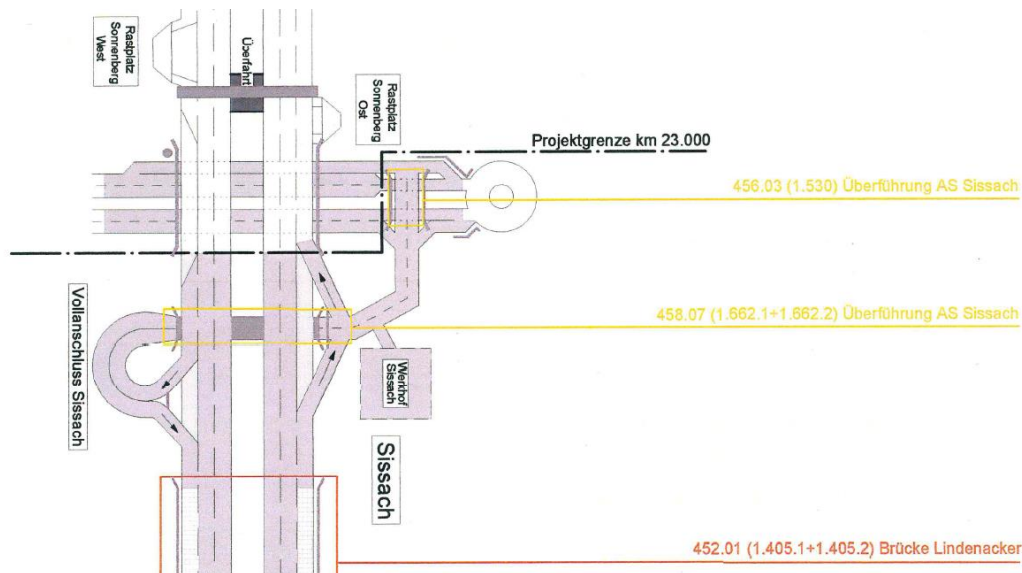 Rastplatz
Sonnenberg
West
Überfahrt
Rastplatz
Sonnenberg
Ost
Projektgrenze km 23.000
456.03 (1.530) Überführung AS Sissach
458.07 (1.662.1+1.662.2) Überführung AS Sissach
Vollanschluss Sissach
Werkhof
Sissach
Sissach
452.01 (1.405.1+1.405.2) Brücke Lindenacker